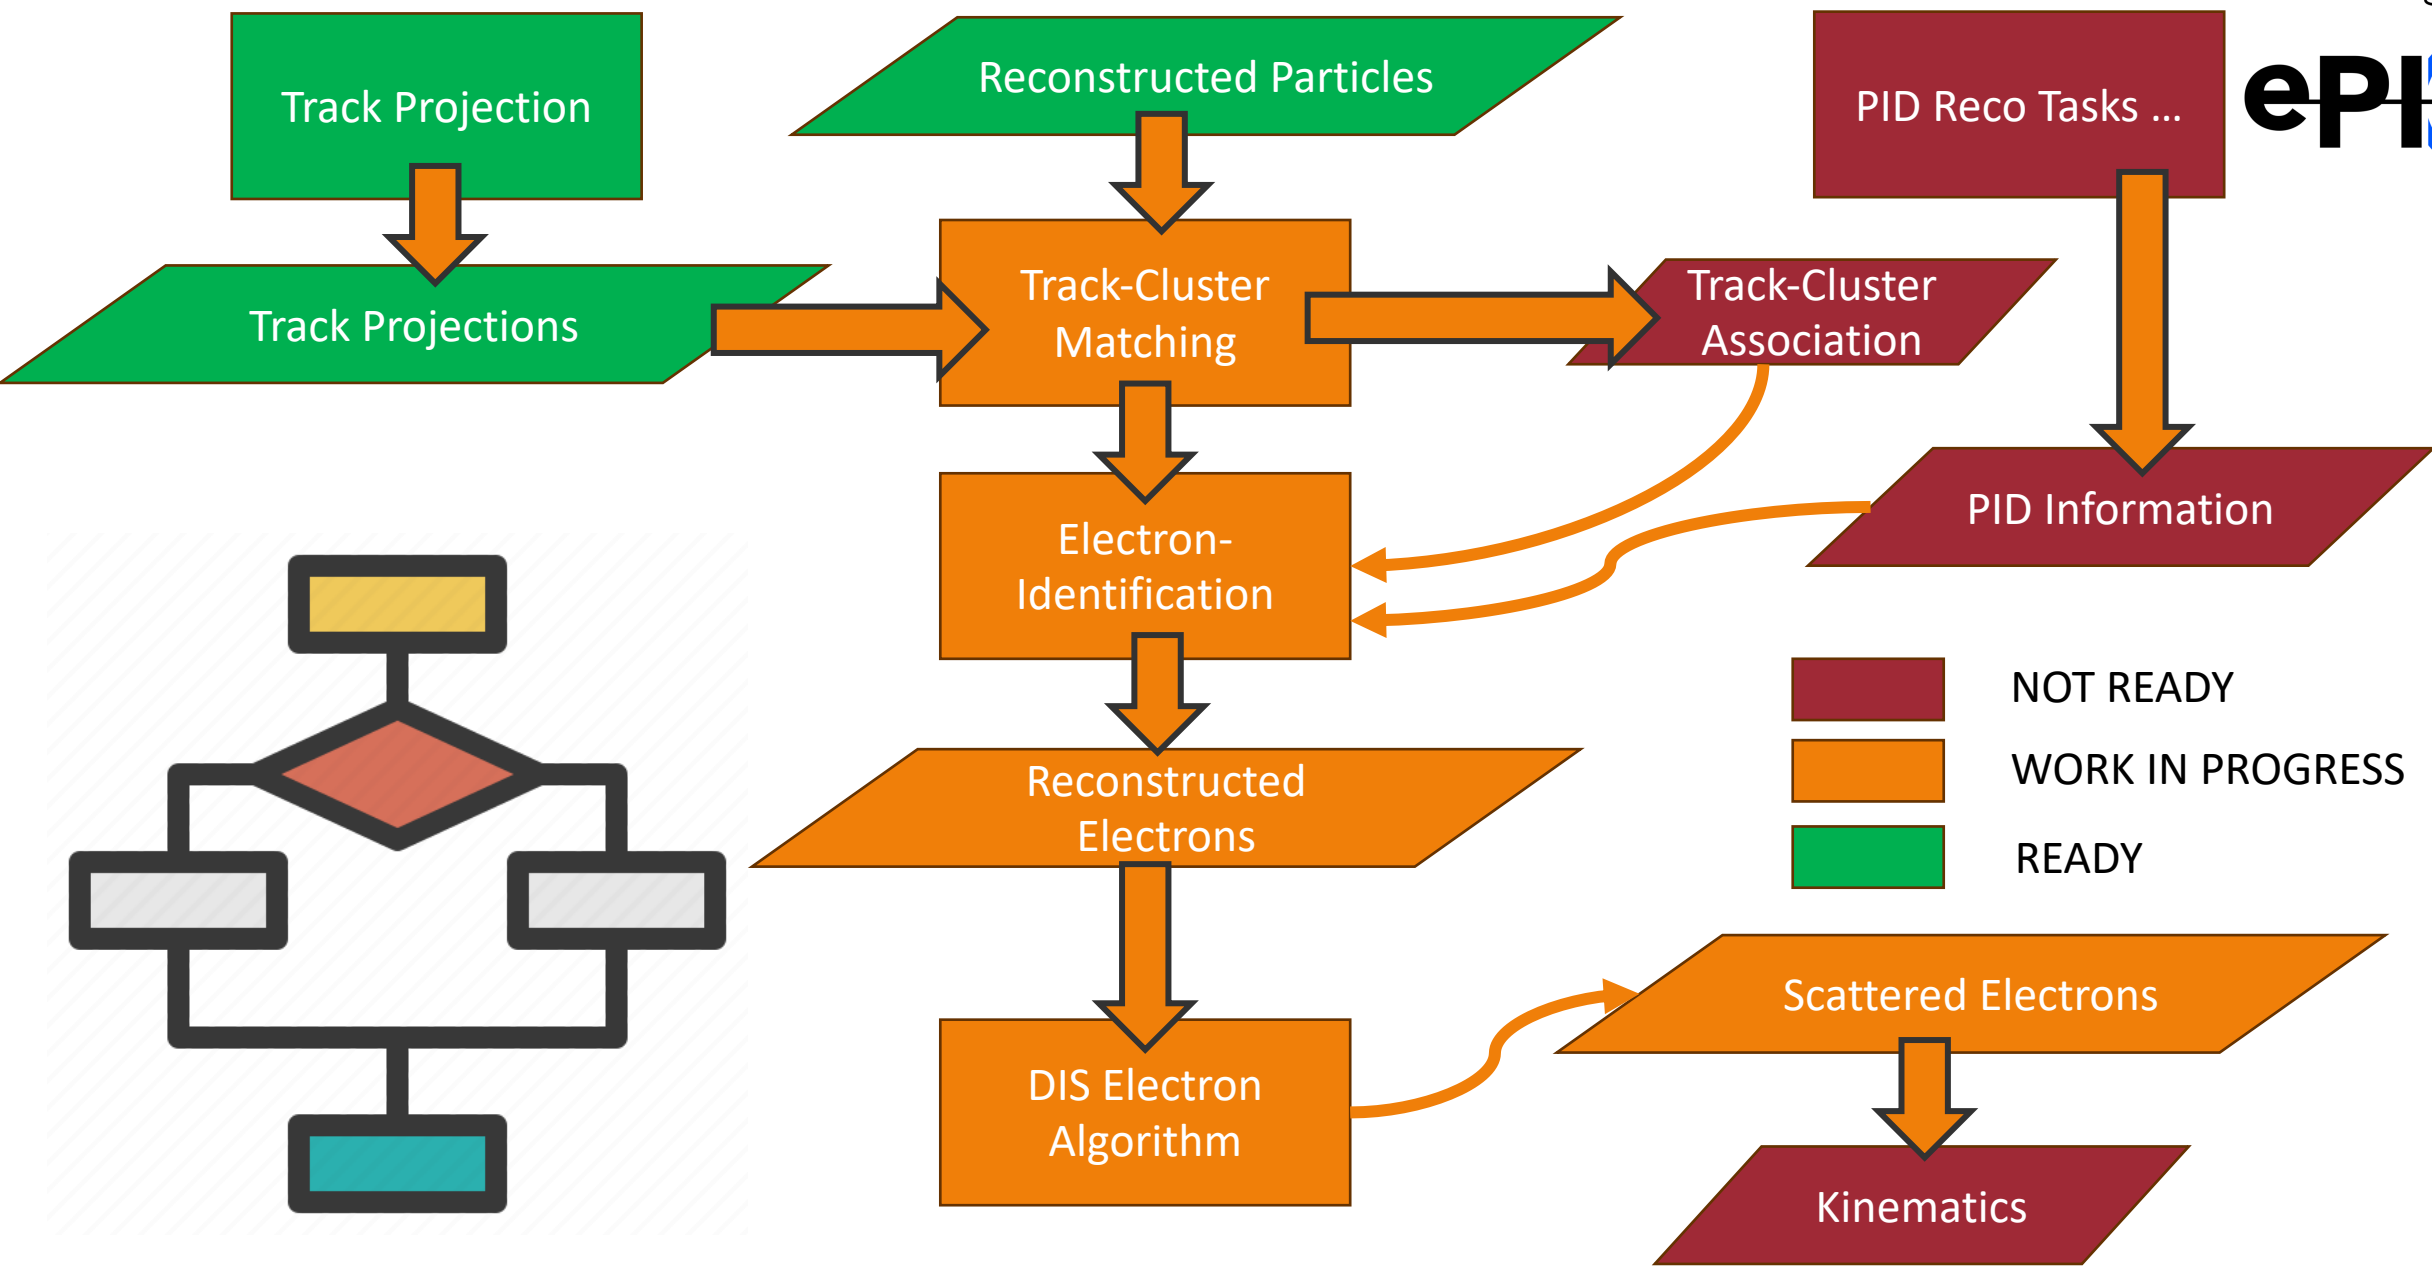 Track Projection
Reconstructed Particles
PID Reco Tasks ...
ePI
Track Projections
Track-Cluster
Matching
Track-Cluster
Association
Electron-
Identification
PID Information
NOT READY
WORK IN PROGRESS
READY
Reconstructed
Electrons
Scattered Electrons
DIS Electron
Algorithm
Kinematics